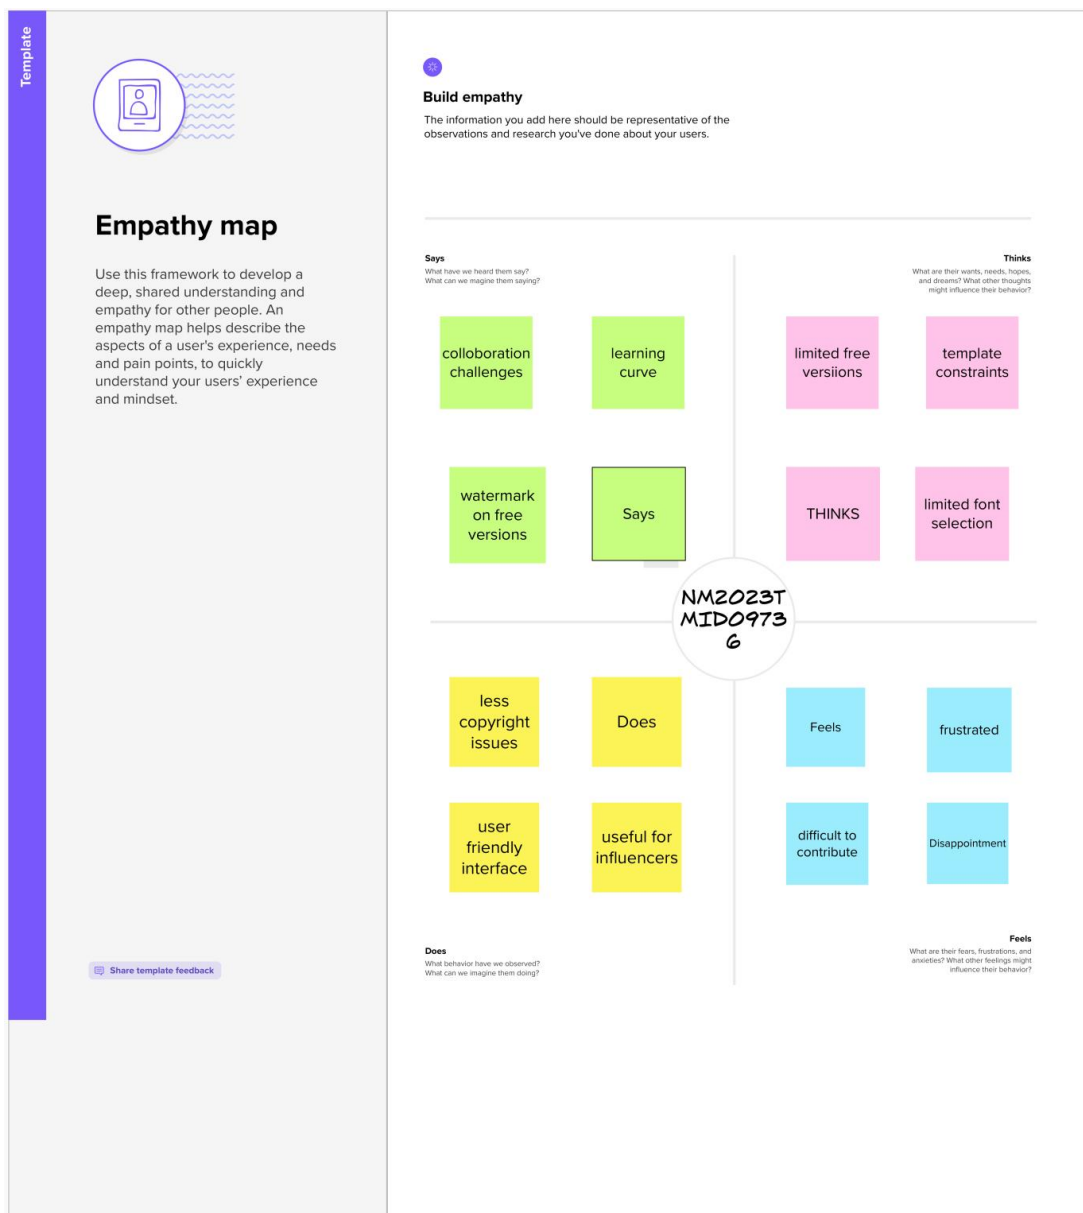 Template
Empathy map
Use this framework to develop a
deep, shared understanding and
empathy for other people. An
empathy map helps describe the
aspects of a user's experience, needs
and pain points, to quickly
understand your users' experience
and mindset.
Share template feedback
Build empathy
The information you add here should be representative of the
observations and research you've done about your users.
Says
What have we heard them say?
What can we magine them saying?
Thinks
What are their wants, needs, hopes,
and dreams? What other thoughts
might influence their behavior?
colloboration
challenges
learning
curve
limited free
versiions
template
constraints
watermark
on free
versions
Says
THINKS
limited font
selection
NM2023T
MID0973
6
less
copyright
issues
Does
Feels
frustrated
user
friendly
interface
useful for
influencers
difficult to
contribute
Disappointment
Does
What behavior have we observed?
What can we imagine them doing?
Feels
What are their fears, frustrations, and
anxieties? What other feelings might
influence their behavior?